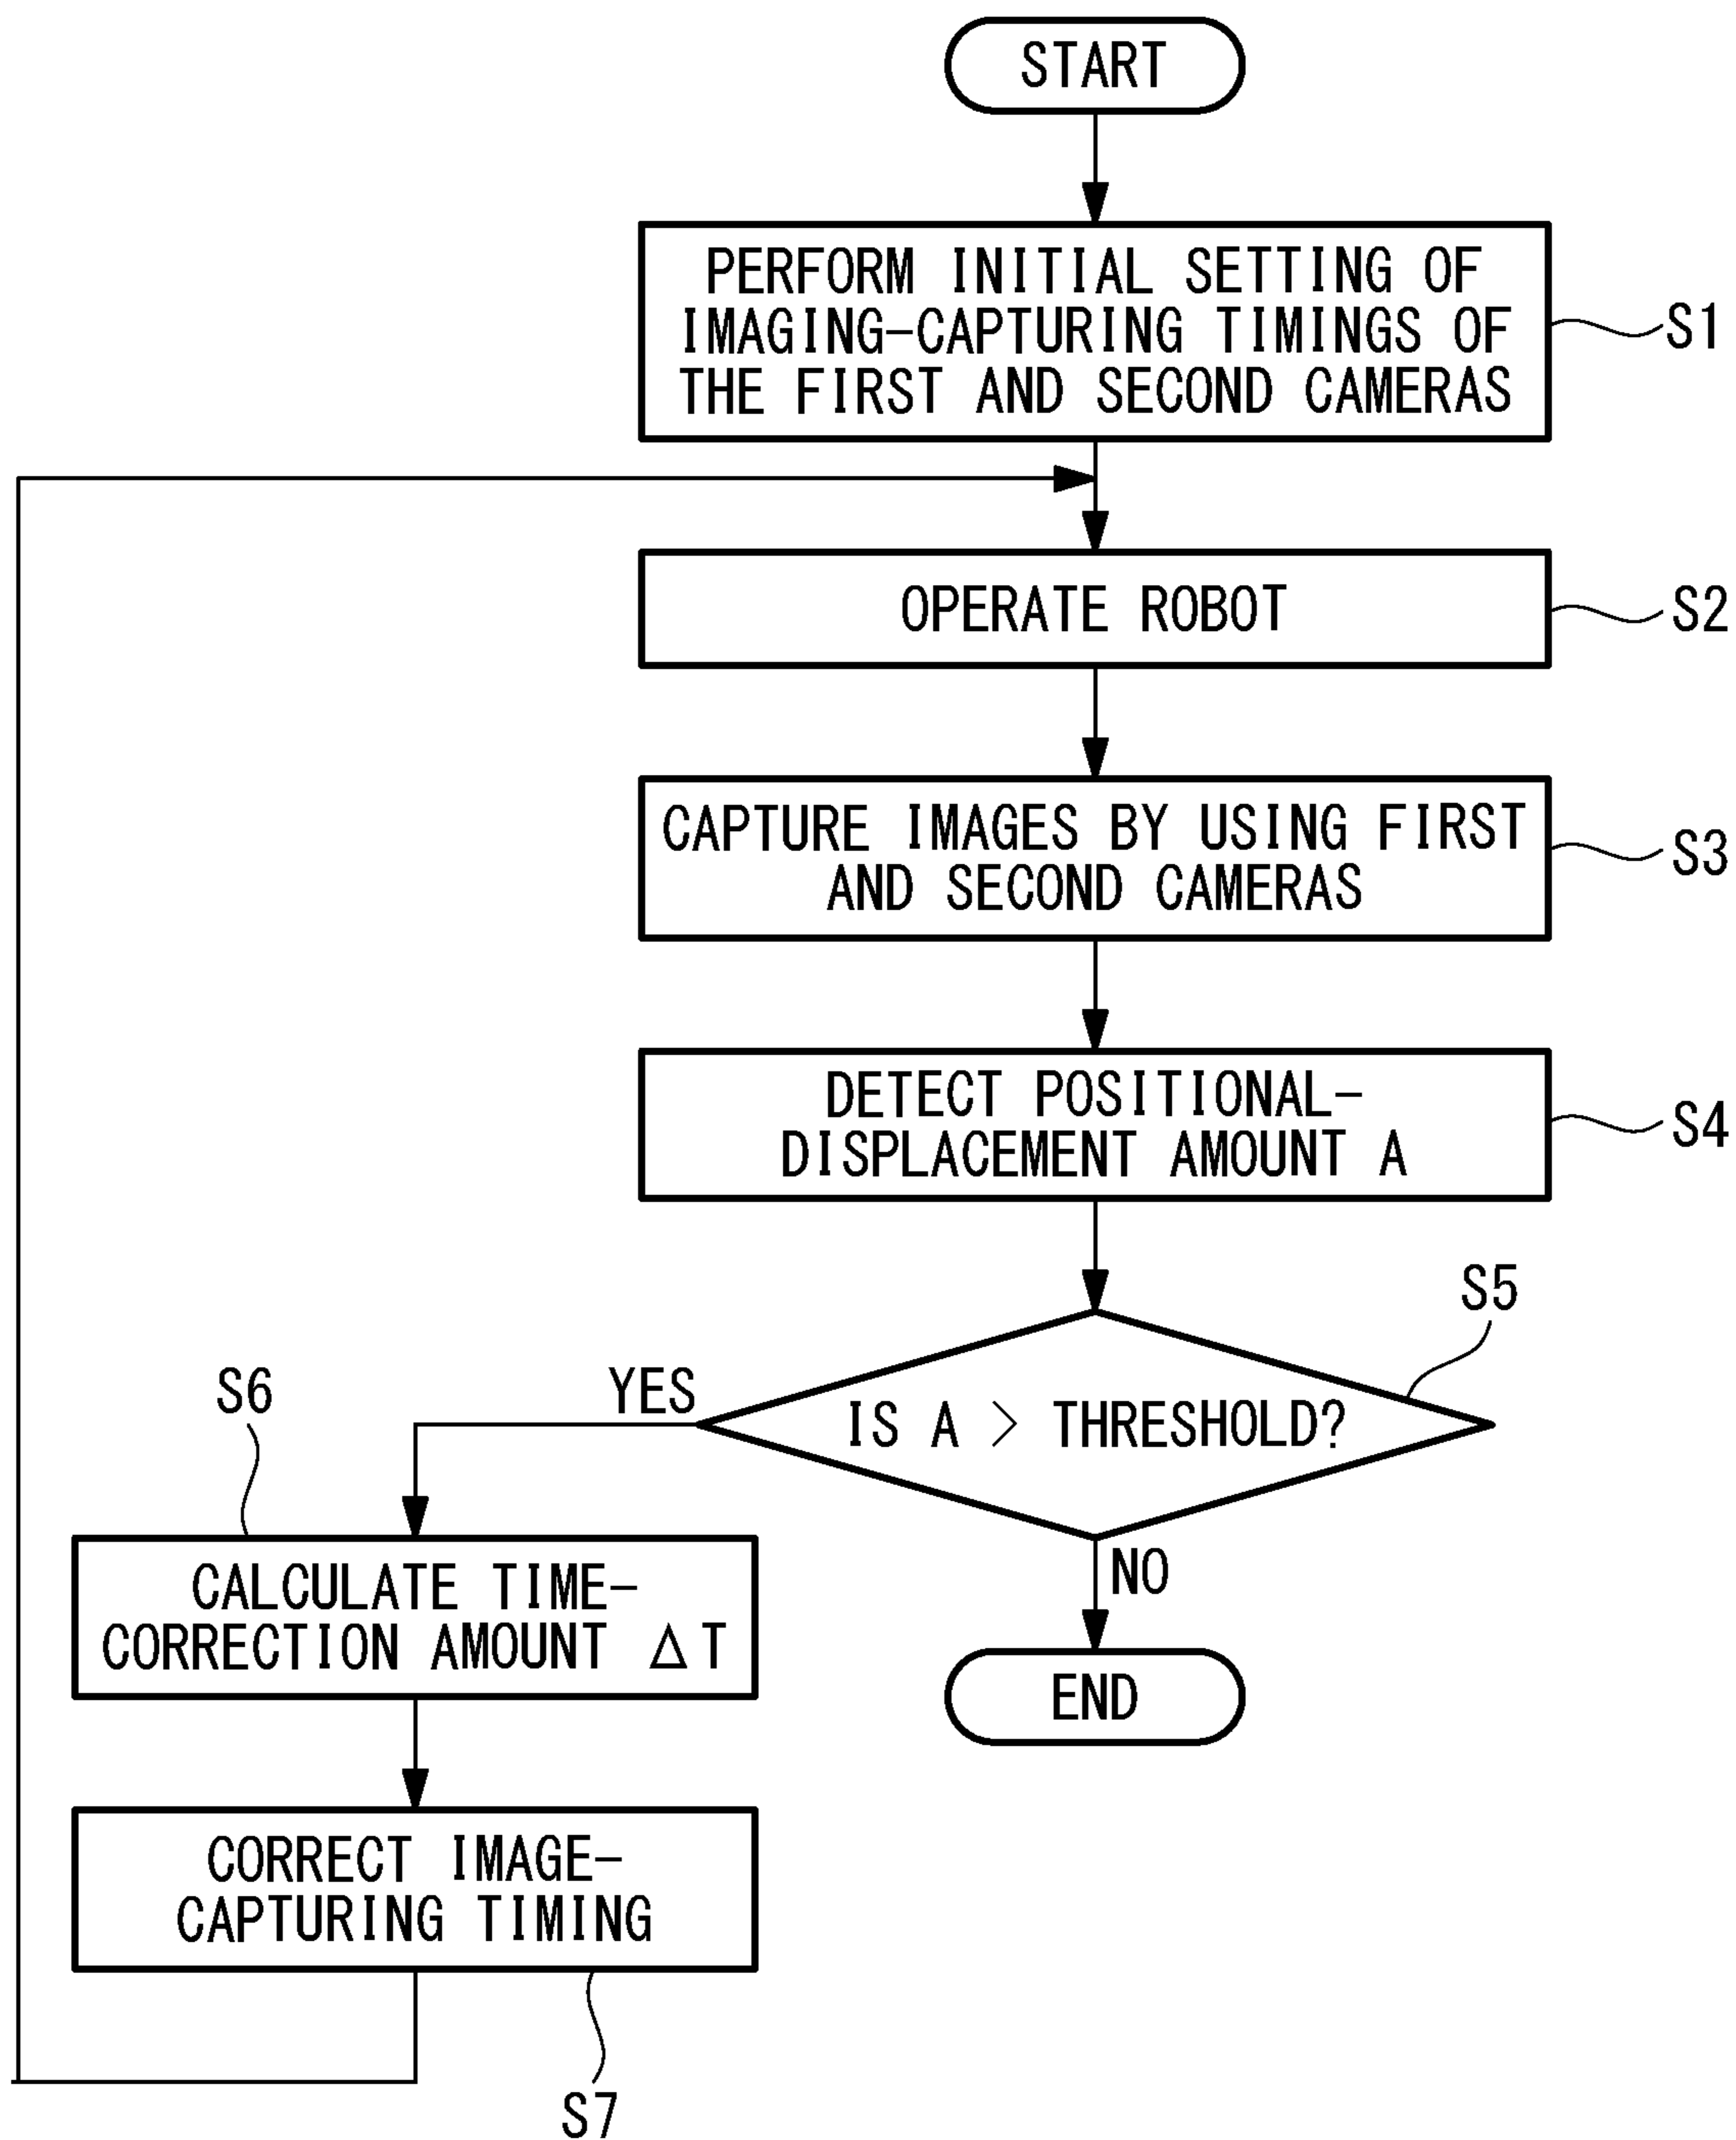 START
PERFORM INITIAL SETTING OF
IMAGING-CAPTURING TIMINGS OF
THE FIRST AND SECOND CAMERAS
S1
OPERATE ROBOT
S2
CAPTURE IMAGES BY USING FIRST
AND SECOND CAMERAS
S3
DETECT POSITIONAL-
DISPLACEMENT AMOUNT A
S4
S5
IS A > THRESHOLD?
YES
NO
S6
CALCULATE TIME-
CORRECTION AMOUNT ΔT
END
CORRECT IMAGE-
CAPTURING TIMING
S7